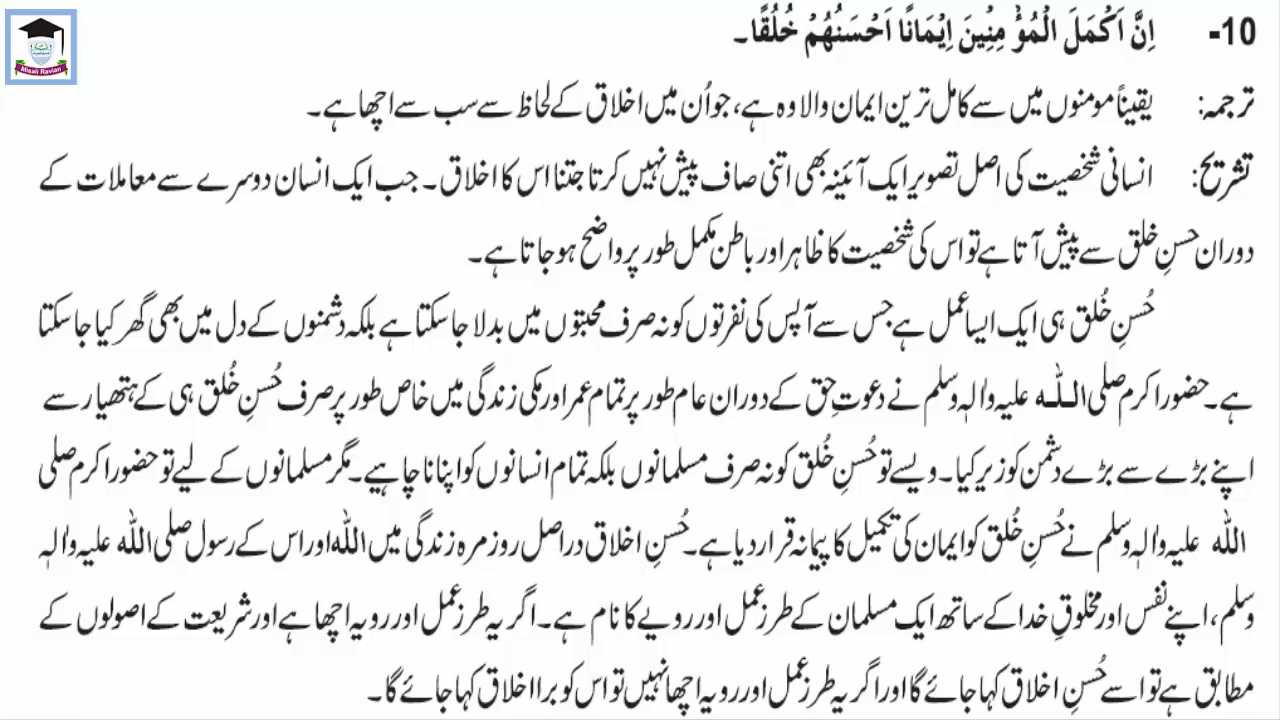 Misali Ravian
10- اِنَّ اَكْمَلَ الْمُؤْمِنِيْنَ اِيْمَانًا اَحْسَنُهُمْ خُلُقًا۔
ترجمہ: یقیناً مومنوں میں سے کامل ترین ایمان والا وہ ہے، جو اُن میں اخلاق کے لحاظ سے سب سے اچھا ہے۔
تشریح: انسانی شخصیت کی اصل تصویر ایک آئینہ بھی اتنی صاف پیش نہیں کرتا جتنا اس کا اخلاق۔ جب ایک انسان دوسرے سے معاملات کے
دوران حسنِ خلق سے پیش آتا ہے تو اس کی شخصیت کا ظاہر اور باطن مکمل طور پر واضح ہو جاتا ہے۔
حُسنِ خُلق ہی ایک ایسا عمل ہے جس سے آپس کی نفرتوں کو نہ صرف محبتوں میں بدلا جا سکتا ہے بلکہ دشمنوں کے دل میں بھی گھر کیا جا سکتا
ہے۔ حضور اکرم صلی اللہ علیہ والہٖ وسلم نے دعوتِ حق کے دوران عام طور پر تمام عمر اور مکی زندگی میں خاص طور پر صرف حُسنِ خُلق ہی کے ہتھیار سے
اپنے بڑے سے بڑے دشمن کو زیر کیا۔ ویسے تو حُسنِ خُلق کو نہ صرف مسلمانوں بلکہ تمام انسانوں کو اپنانا چاہیے۔ مگر مسلمانوں کے لیے تو حضور اکرم صلی
اللہ علیہ والہٖ وسلم نے حُسنِ خُلق کو ایمان کی تکمیل کا پیمانہ قرار دیا ہے۔ حُسنِ اخلاق دراصل روزمرہ زندگی میں اللہ اور اس کے رسول صلی اللہ علیہ والہٖ
وسلم، اپنے نفس اور مخلوقِ خدا کے ساتھ ایک مسلمان کے طرزِ عمل اور رویے کا نام ہے۔ اگر یہ طرزِ عمل اور رویہ اچھا ہے اور شریعت کے اصولوں کے
مطابق ہے تو اسے حُسنِ اخلاق کہا جائے گا اور اگر یہ طرزِ عمل اور رویہ اچھا نہیں تو اس کو برا اخلاق کہا جائے گا۔